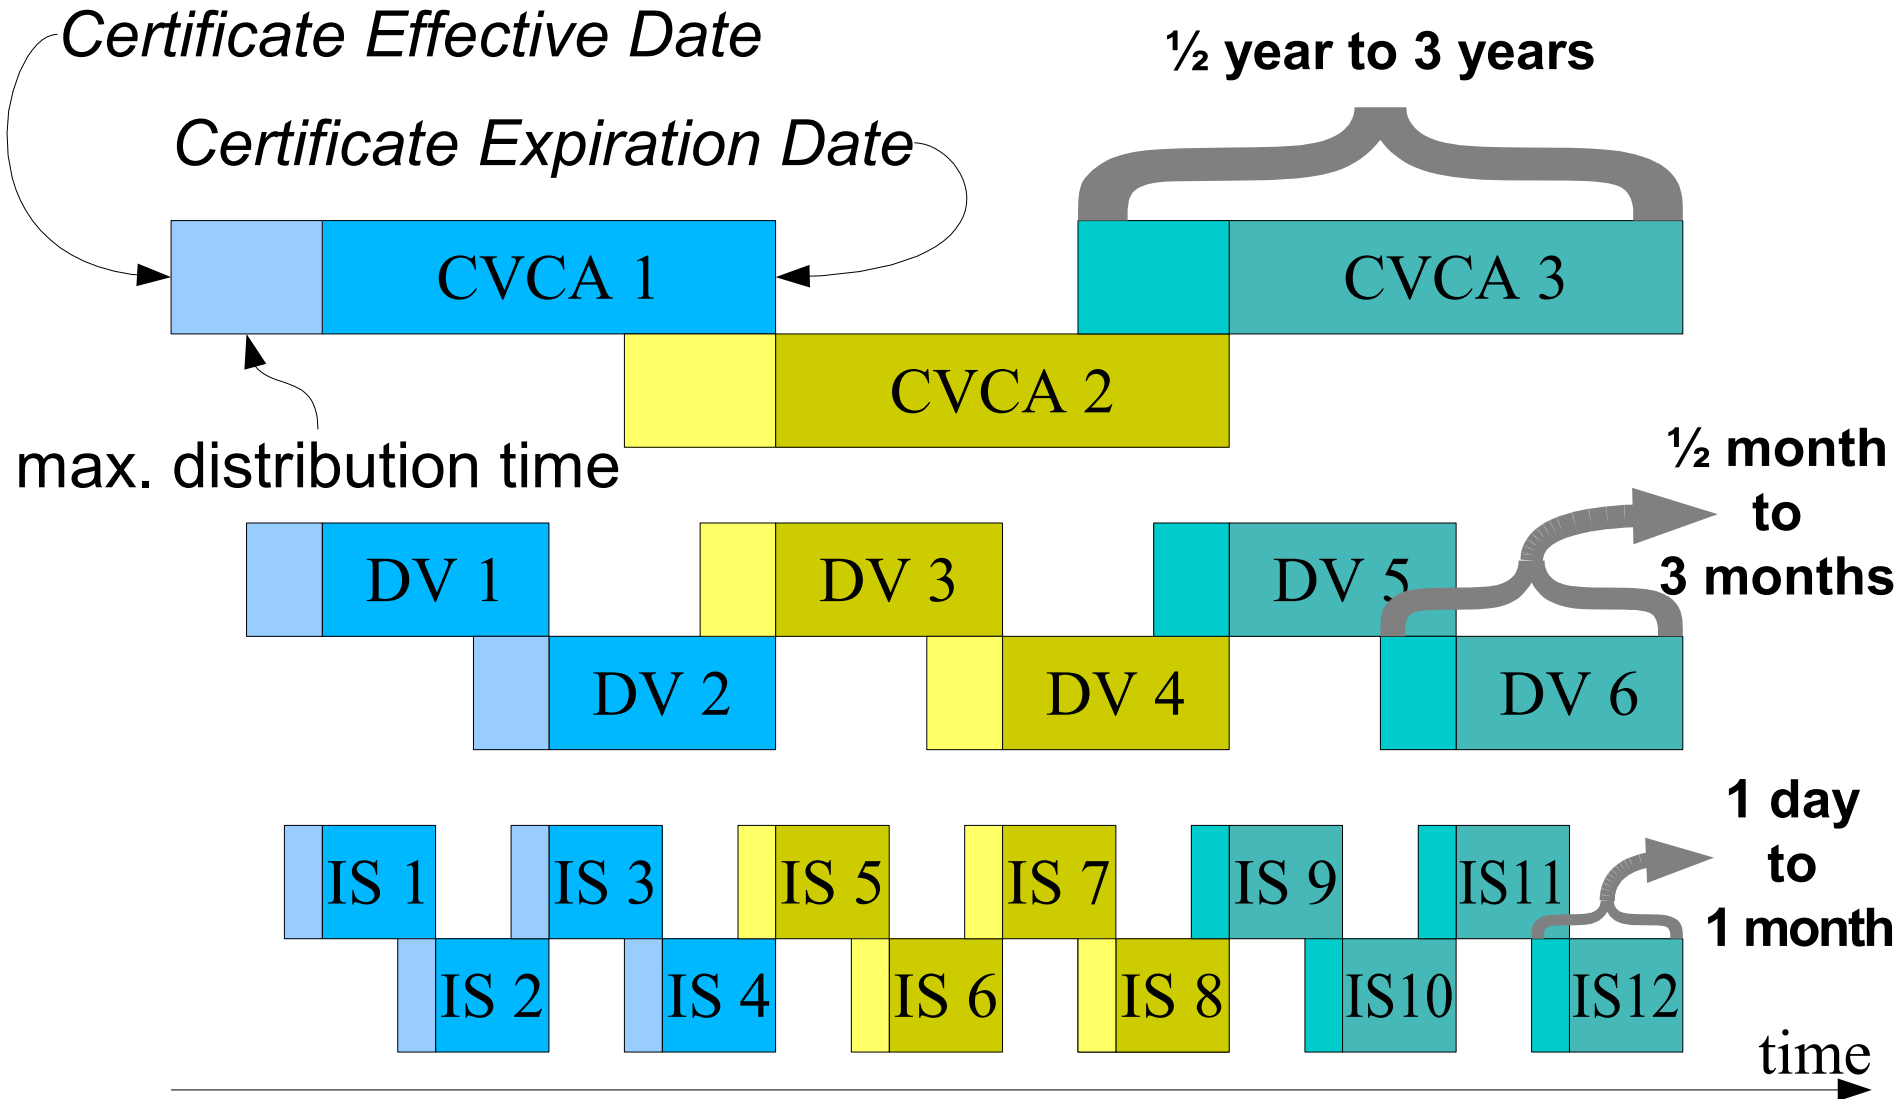 Certificate Effective Date
½ year to 3 years
Certificate Expiration Date
CVCA 1
CVCA 3
CVCA 2
max. distribution time
½ month
to
3 months
DV 1
DV 3
DV 5
DV 2
DV 4
DV 6
1 day
to
1 month
IS 1
IS 3
IS 5
IS 7
IS 9
IS11
IS 2
IS 4
IS 6
IS 8
IS10
IS12
time